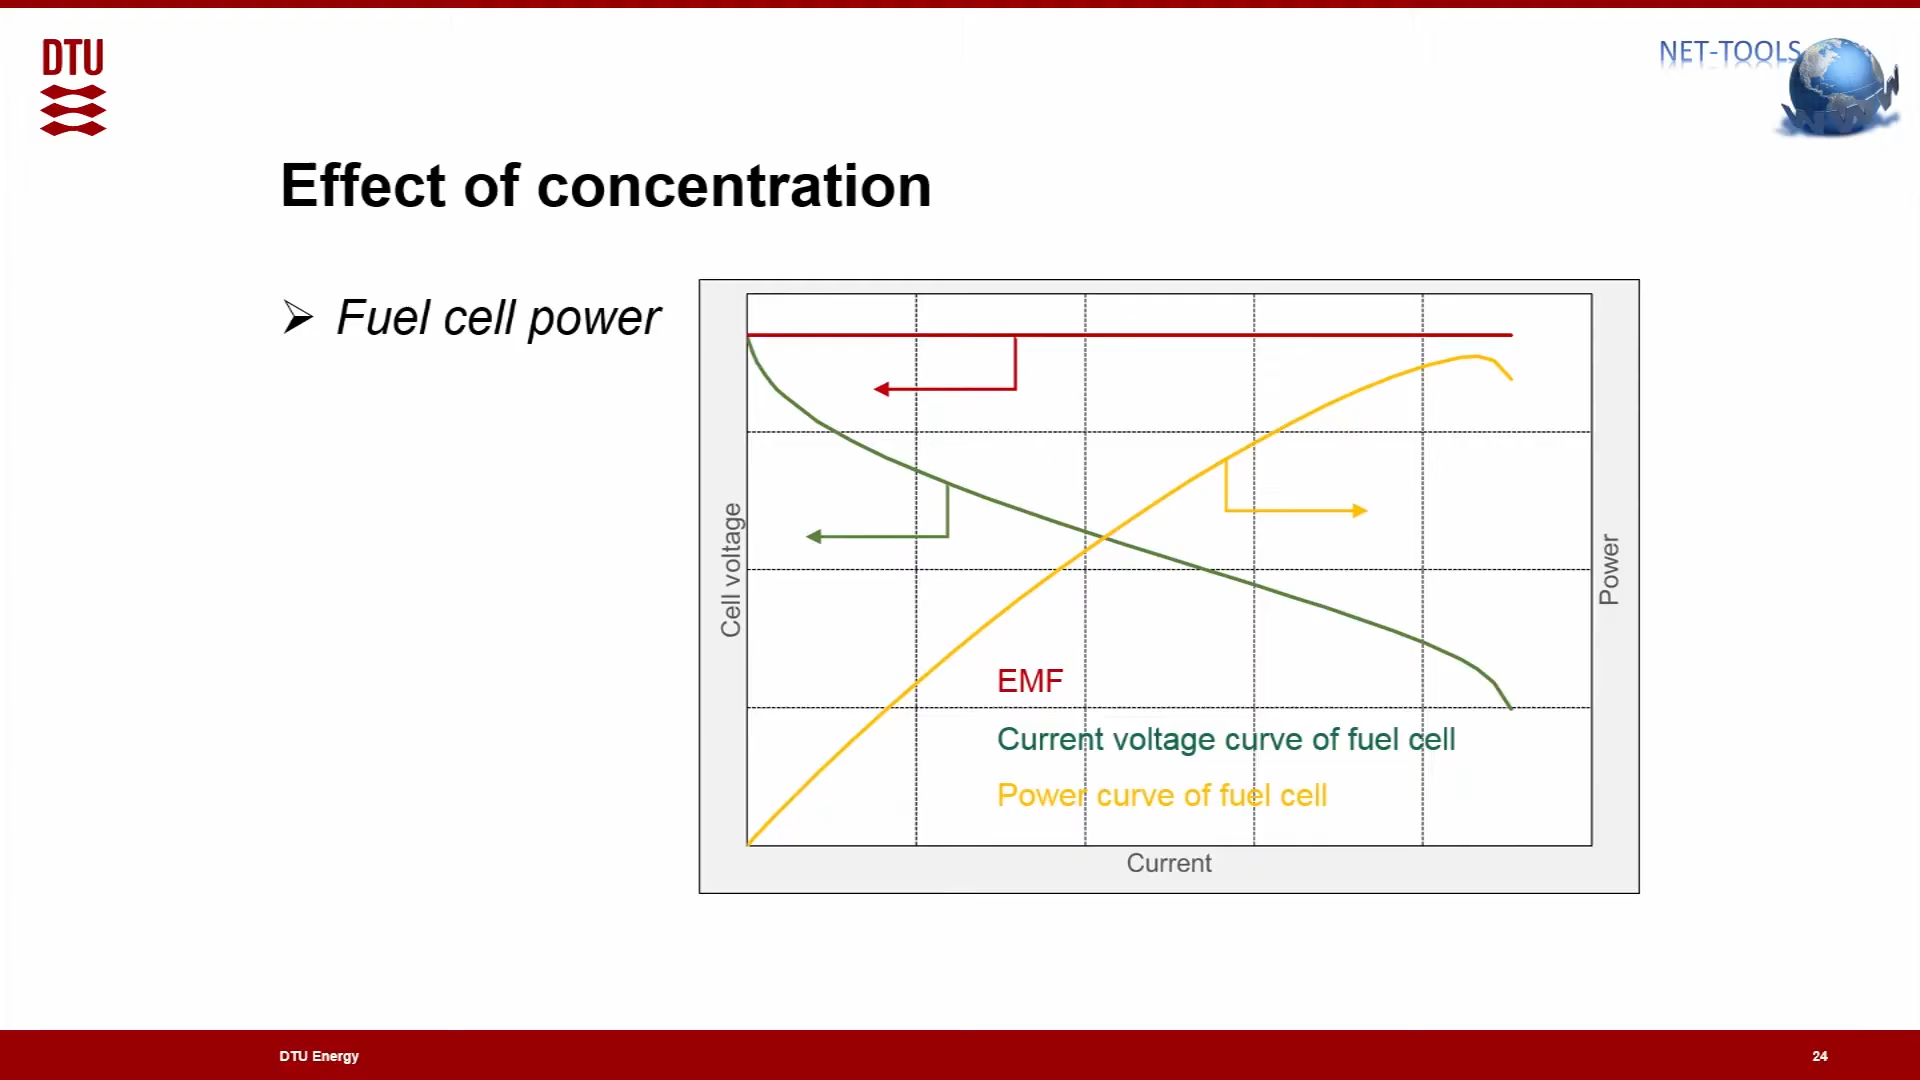 DTU
NET-TOOLS
WWW
Effect of concentration
➢ Fuel cell power
Cell voltage
Power
EMF
Current voltage curve of fuel cell
Power curve of fuel cell
Current
DTU Energy
24